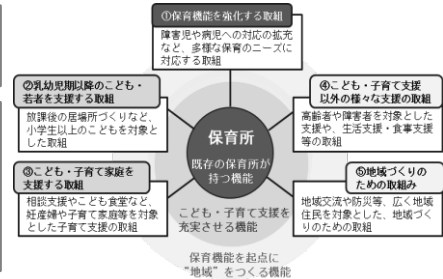 ①保育機能を強化する取組
障害児や病児への対応の拡充
など、多様な保育のニーズに
対応する取組
②乳幼児期以降のこども・
若者を支援する取組
放課後の居場所づくりなど、
小学生以上のこどもを対象と
した取組
③こども・子育て家庭を
支援する取組
相談支援やこども食堂など、
妊産婦や子育て家庭等を対象
とした子育て支援の取組
④こども・子育て支援
以外の様々な支援の取組
高齢者や障害者を対象とした
支援や、生活支援・食事支援
等の取組
⑤地域づくりの
ための取組み
地域交流や防災等、広く地域
住民を対象とした、地域づく
りのための取組
保育所
既存の保育所が
持つ機能
こども・子育て支援を
充実させる機能
保育機能を起点に
"地域"をつくる機能